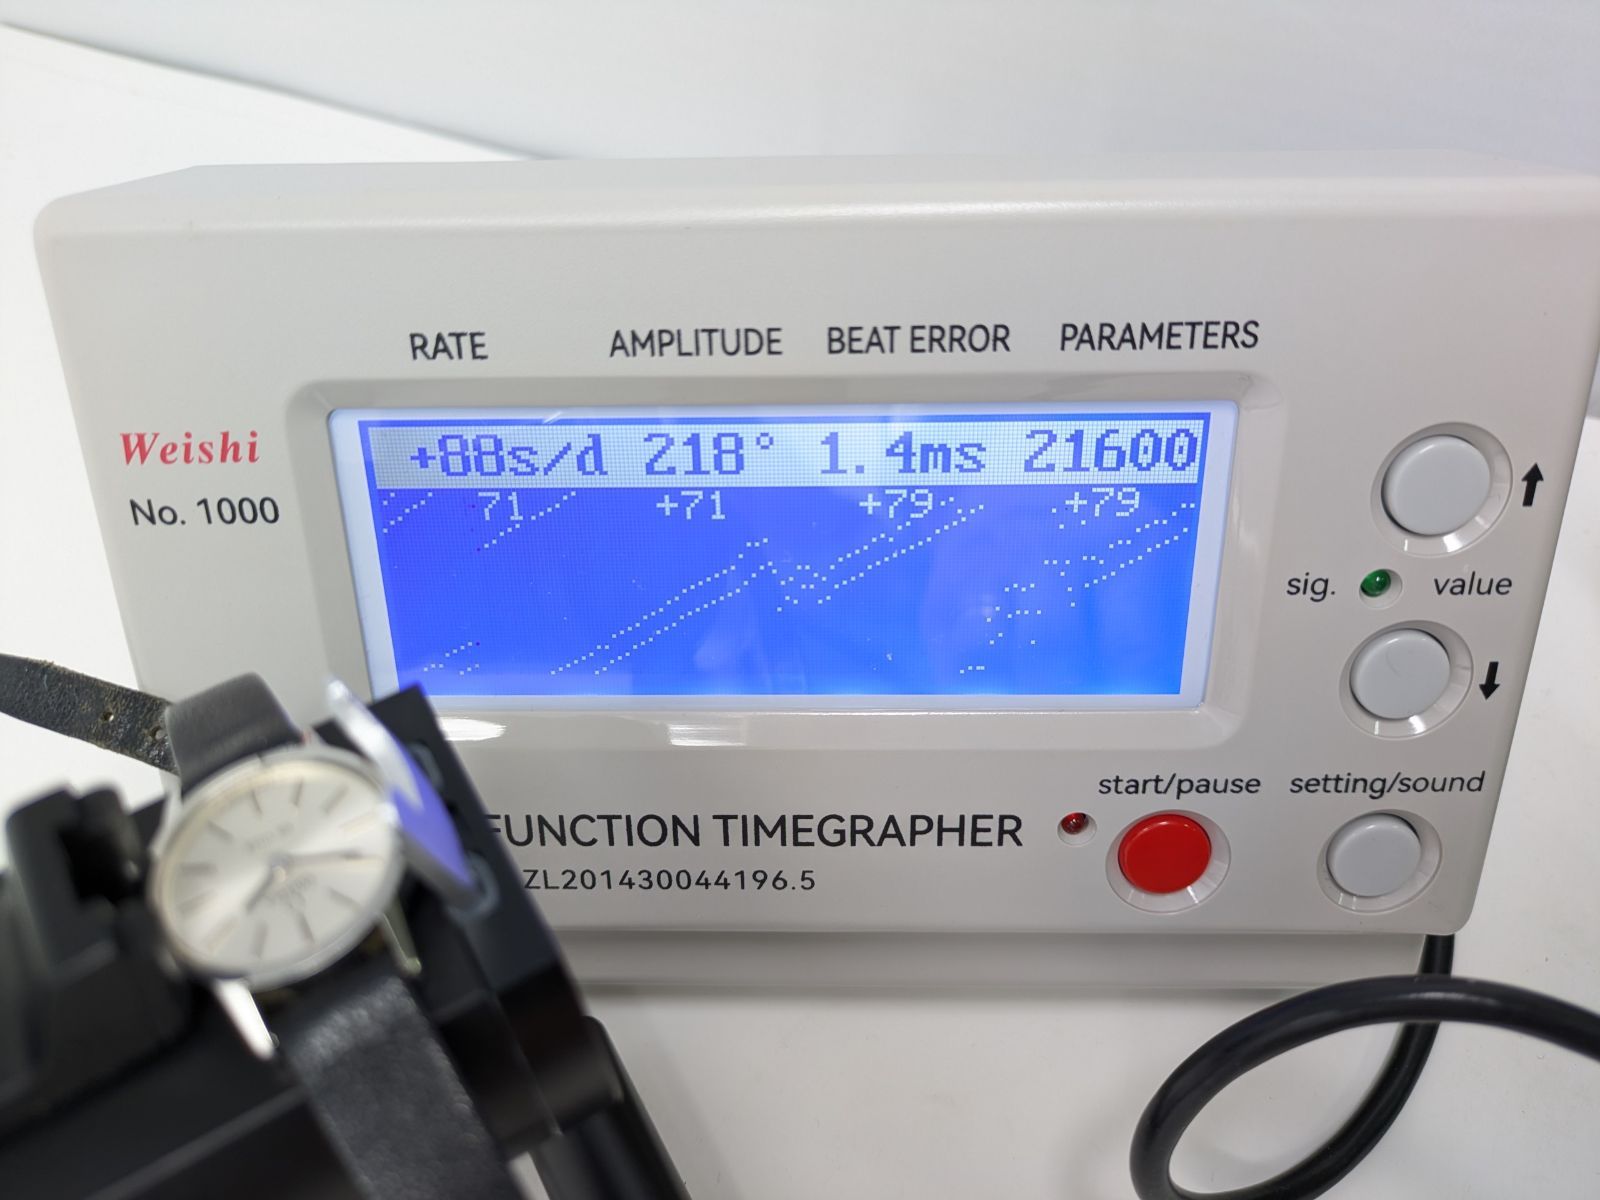 RATE AMPLITUDE BEAT ERROR PARAMETERS
Weishi
No. 1000
+88s/d 218° 1.4ms 21600
71 +71 +79 +79
sig. value
start/pause setting/sound
FUNCTION TIMEGRAPHER
ZL201430044196.5